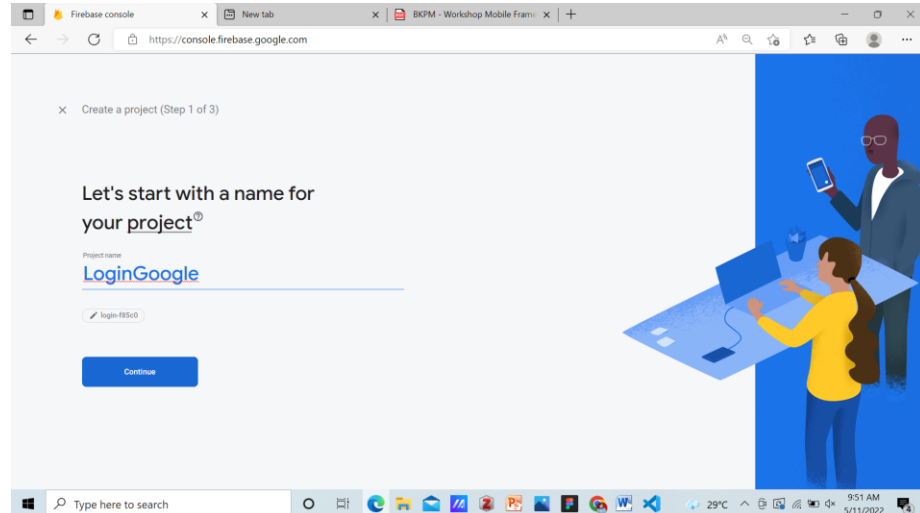 Firebase console
New tab
BKPM - Workshop Mobile Frame
https://console.firebase.google.com
Create a project (Step 1 of 3)
Let's start with a name for
your project
Project name
LoginGoogle
login-f85c0
Continue
Type here to search
29°C
9:51 AM
5/11/2022